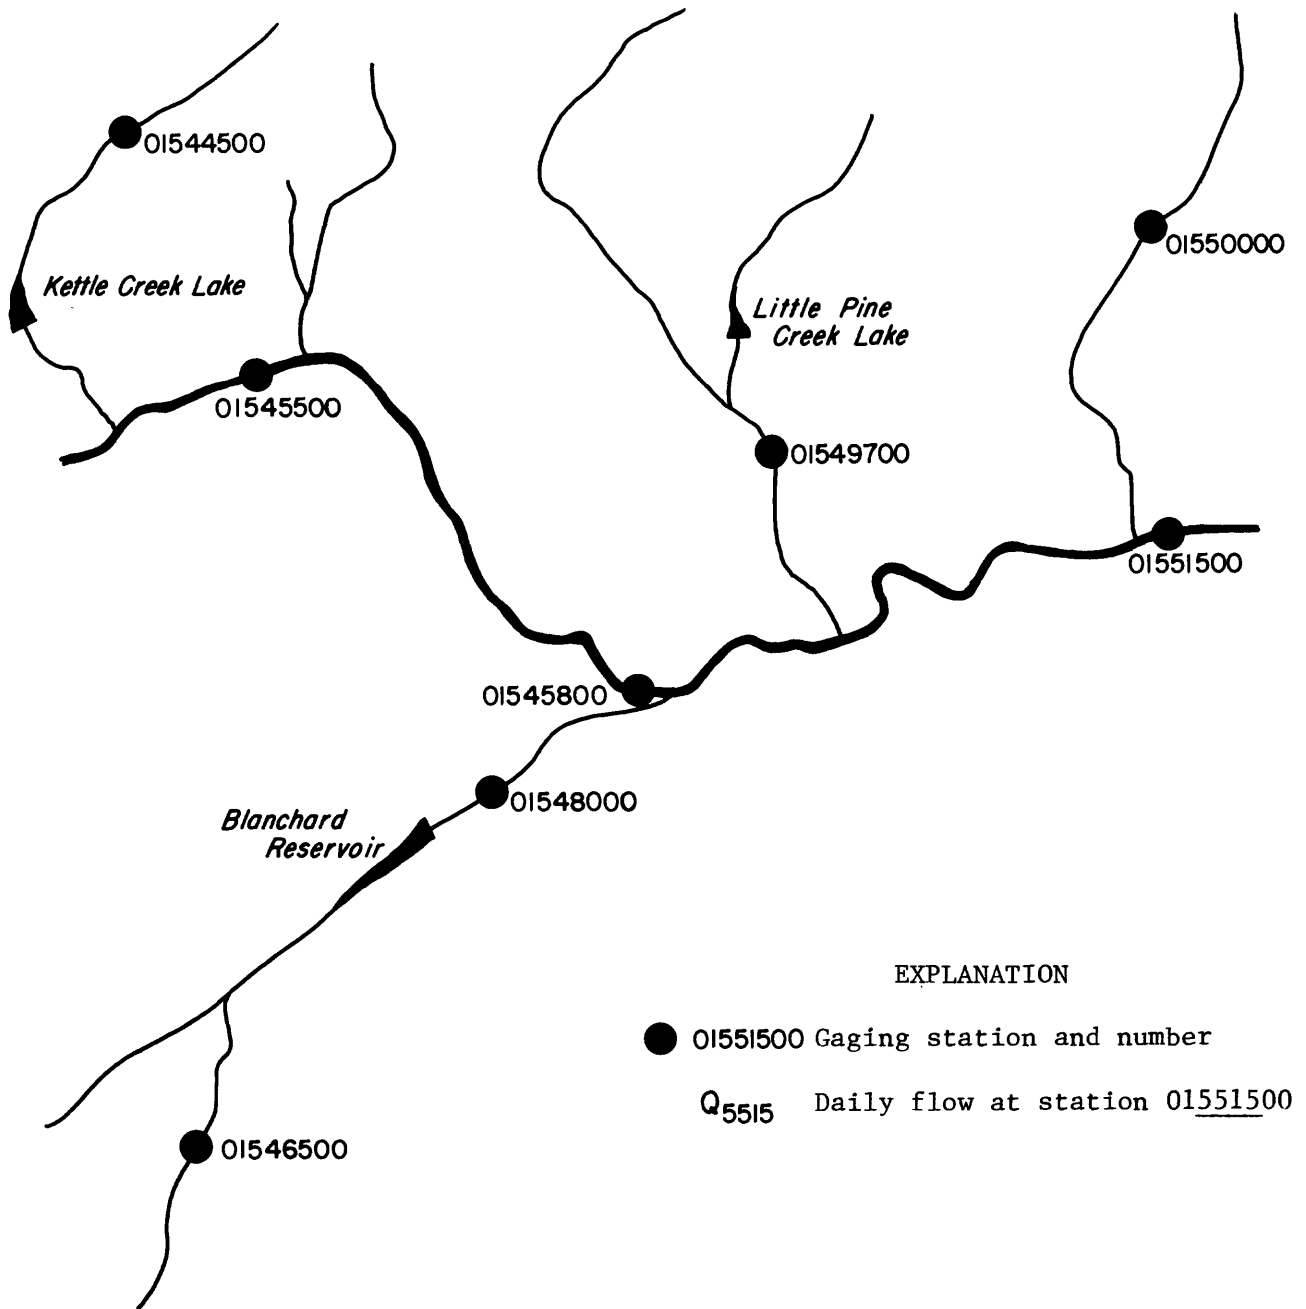 01544500
01550000
Kettle Creek Lake
Little Pine
Creek Lake
01545500
01549700
01551500
01545800
01548000
Blanchard
Reservoir
EXPLANATION
01551500 Gaging station and number
Q5515 Daily flow at station 01551500
01546500